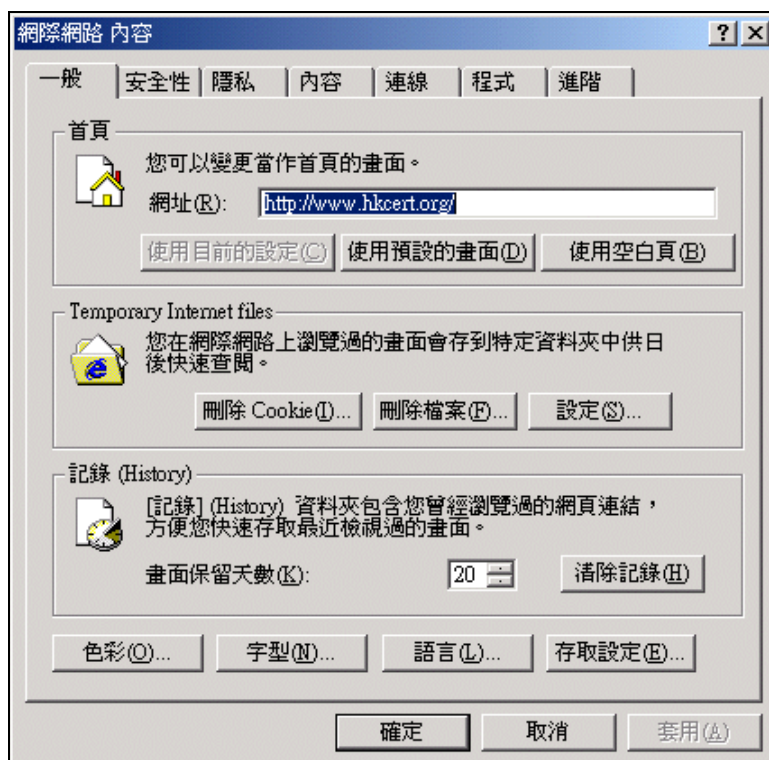 網際網路 內容
一般 安全性 隱私 內容 連線 程式 進階
首頁
您可以變更當作首頁的畫面。
網址(R): http://www.hkcert.org/
使用目前的設定(C) 使用預設的畫面(D) 使用空白頁(B)
Temporary Internet files
您在網際網路上瀏覽過的畫面會存到特定資料夾中供日
後快速查閱。
刪除 Cookie(I)... 刪除檔案(F)... 設定(S)...
記錄 (History)
[記錄] (History) 資料夾包含您曾經瀏覽過的網頁連結，
方便您快速存取最近檢視過的畫面。
畫面保留天數(K): 20 清除記錄(H)
色彩(O)... 字型(N)... 語言(L)... 存取設定(E)...
確定 取消 套用(A)